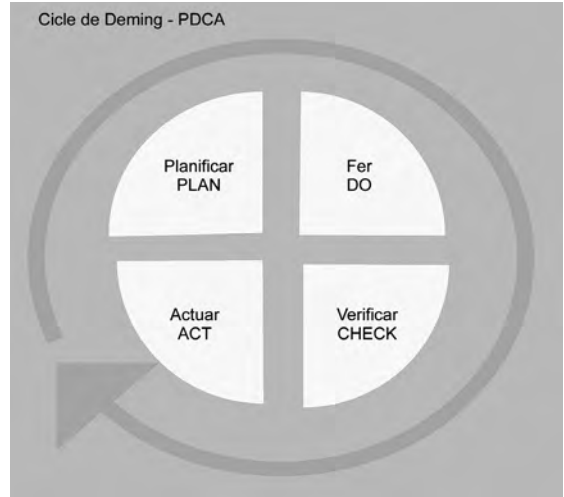 Cicle de Deming - PDCA
Planificar
PLAN
Fer
DO
Actuar
ACT
Verificar
CHECK